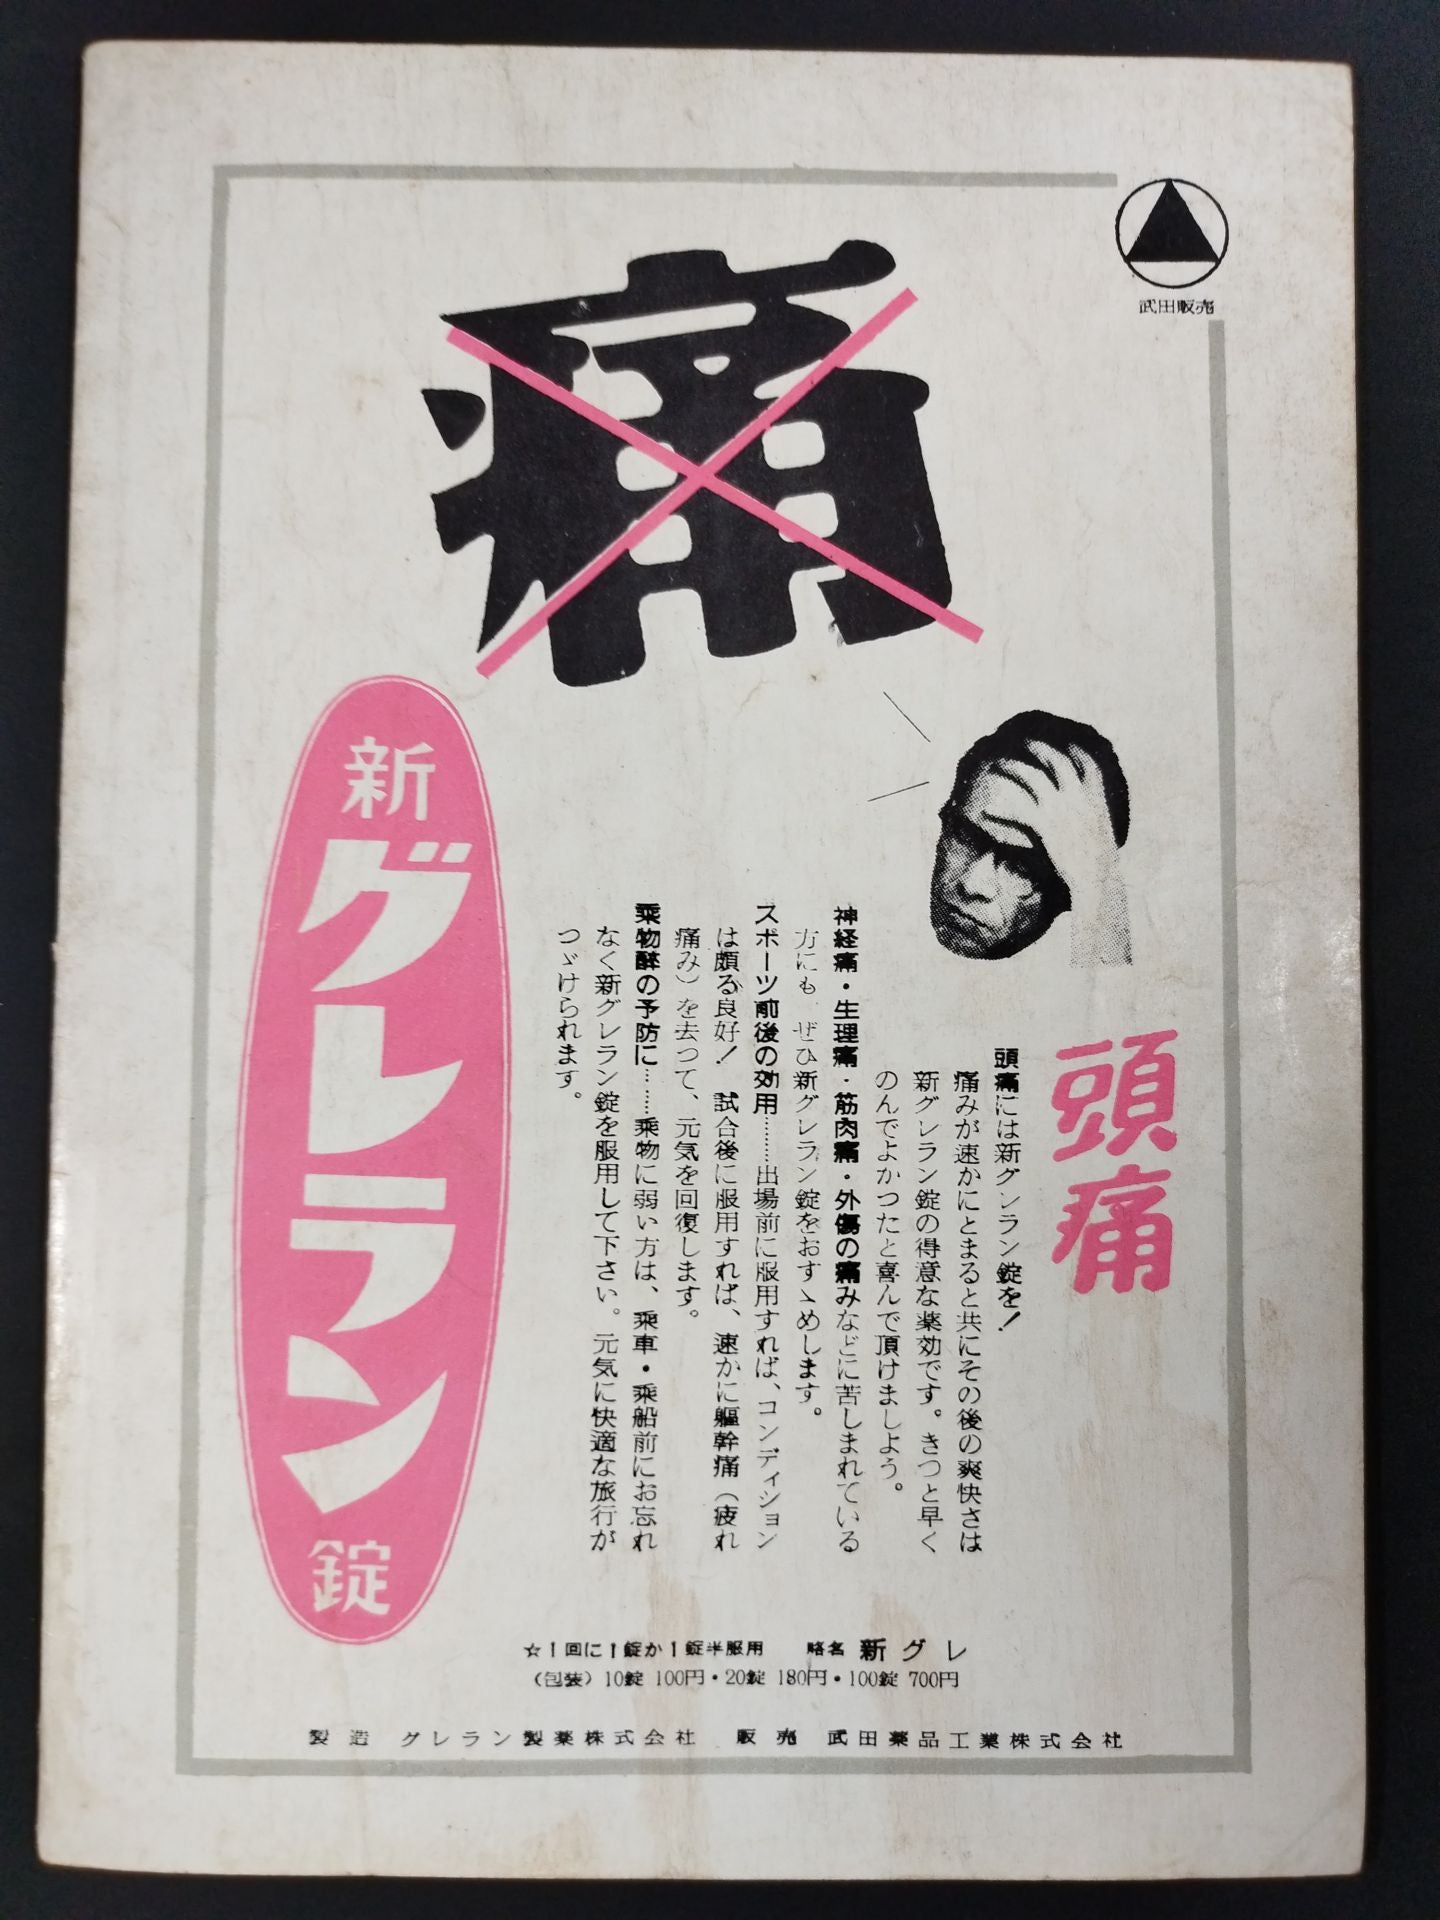 武田販売
痛
頭痛
頭痛には新グレラン錠を!
痛みが速かにとまると共にその後の爽快さは
新グレラン錠の得意な薬効です。きつと早く
のんでよかつたと喜んで頂けましよう。
神経痛・生理痛・筋肉痛・外傷の痛みなどに苦しまれている
方にも、ぜひ新グレラン錠をおすゝめします。
スポーツ前後の効用………出場前に服用すれば、コンディション
は頗る良好! 試合後に服用すれば、速かに軀幹痛(疲れ
痛み)を去つて、元気を回復します。
乗物酔の予防に………乗物に弱い方は、乗車・乗船前にお忘れ
なく新グレラン錠を服用して下さい。元気に快適な旅行が
つゞけられます。
新グレラン錠
☆1回に1錠か1錠半服用 略名 新グレ
(包装)10錠 100円・20錠 180円・100錠 700円
製造 グレラン製薬株式会社 販売 武田薬品工業株式会社